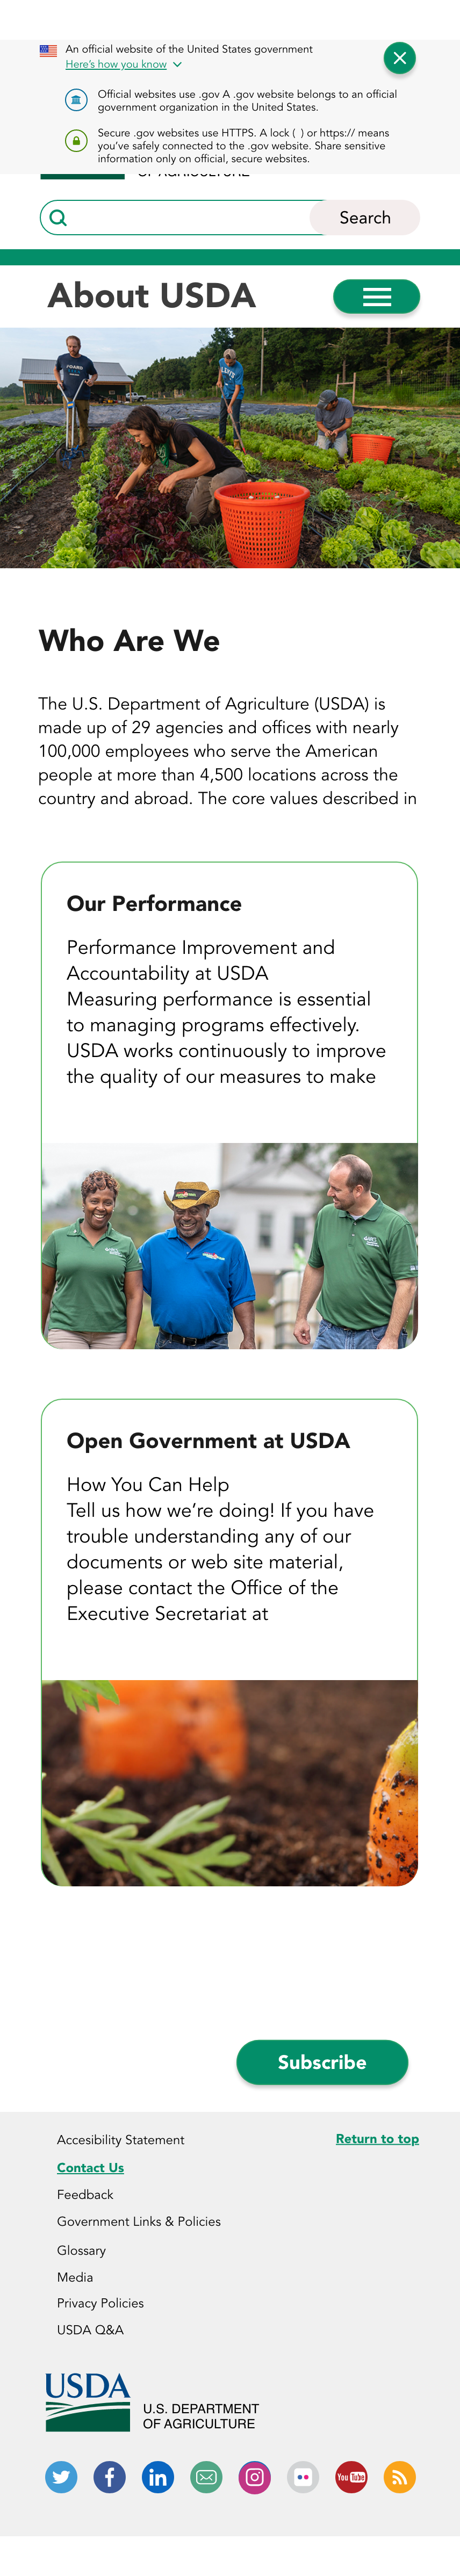 An official website of the United States government
Here's how you know
Official websites use .gov A .gov website belongs to an official
government organization in the United States.
Secure .gov websites use HTTPS. A lock ( ) or https:// means
you've safely connected to the .gov website. Share sensitive
information only on official, secure websites.
OF AGRICULTURE
Search
About USDA
Who Are We
The U.S. Department of Agriculture (USDA) is
made up of 29 agencies and offices with nearly
100,000 employees who serve the American
people at more than 4,500 locations across the
country and abroad. The core values described in
Our Performance
Performance Improvement and
Accountability at USDA
Measuring performance is essential
to managing programs effectively.
USDA works continuously to improve
the quality of our measures to make
Open Government at USDA
How You Can Help
Tell us how we're doing! If you have
trouble understanding any of our
documents or web site material,
please contact the Office of the
Executive Secretariat at
Subscribe
Accesibility Statement
Return to top
Contact Us
Feedback
Government Links & Policies
Glossary
Media
Privacy Policies
USDA Q&A
USDA
U.S. DEPARTMENT
OF AGRICULTURE
You Tube